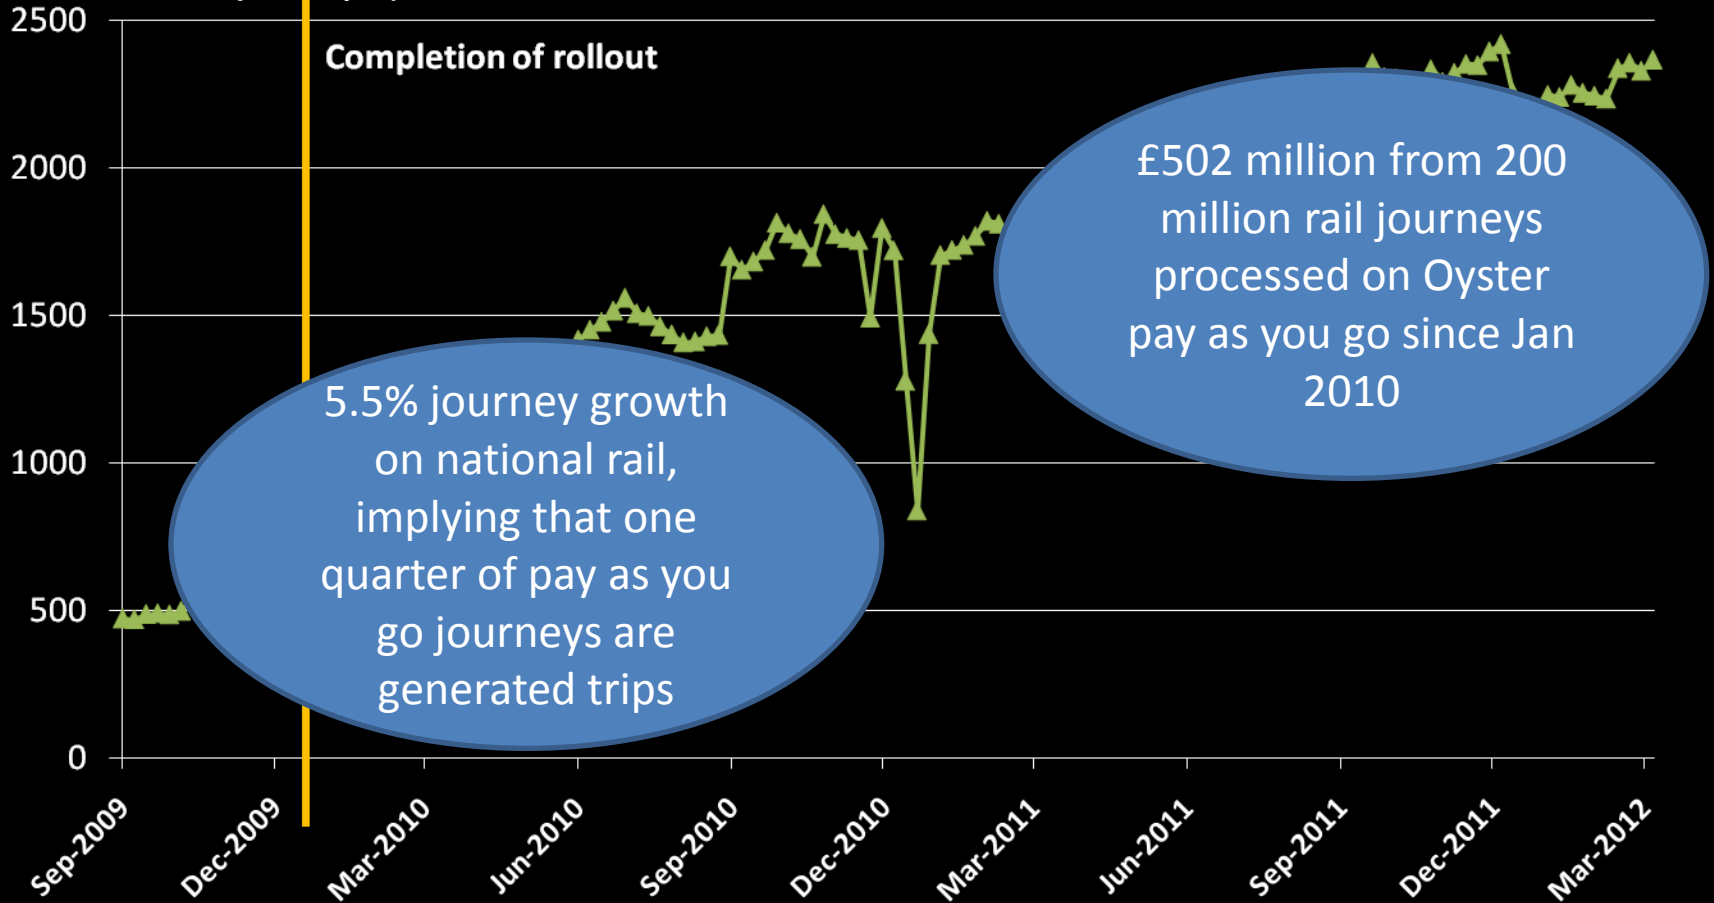 2500
Completion of rollout
2000
1500
1000
500
0
£502 million from 200
million rail journeys
processed on Oyster
pay as you go since Jan
2010
5.5% journey growth
on national rail,
implying that one
quarter of pay as you
go journeys are
generated trips
Sep-2009
Dec-2009
Mar-2010
Jun-2010
Sep-2010
Dec-2010
Mar-2011
Jun-2011
Sep-2011
Dec-2011
Mar-2012